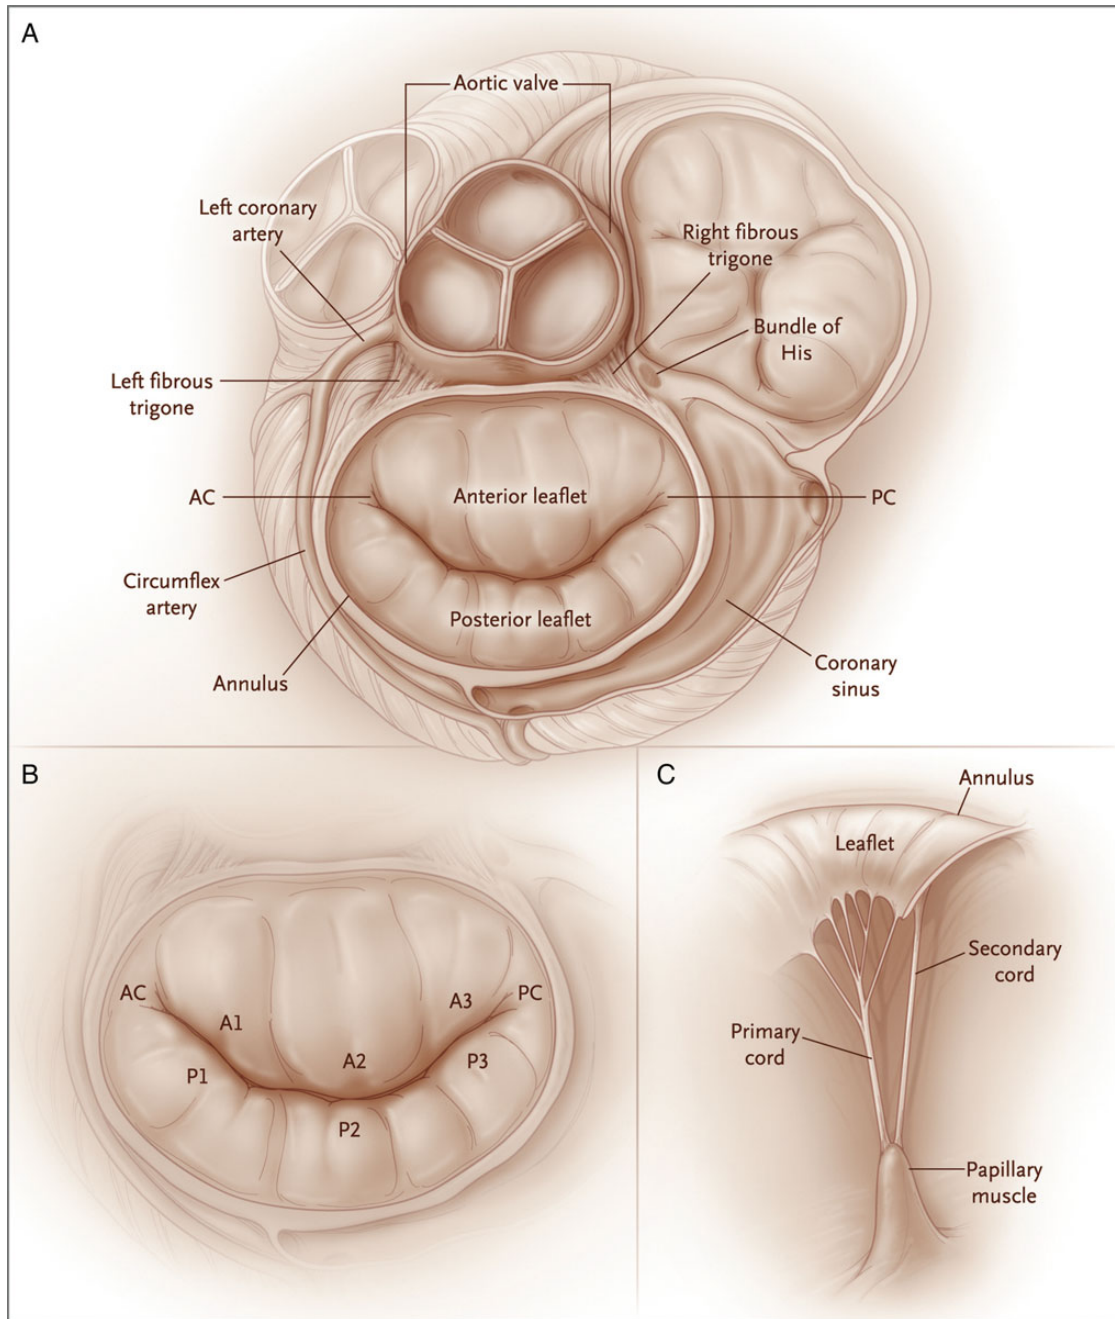 A
Aortic valve
Left coronary
artery
Right fibrous
trigone
Bundle of
His
Left fibrous
trigone
AC
Anterior leaflet
PC
Circumflex
artery
Posterior leaflet
Annulus
Coronary
sinus
B
AC
A1
A2
A3
PC
P1
P2
P3
C
Annulus
Leaflet
Secondary
cord
Primary
cord
Papillary
muscle